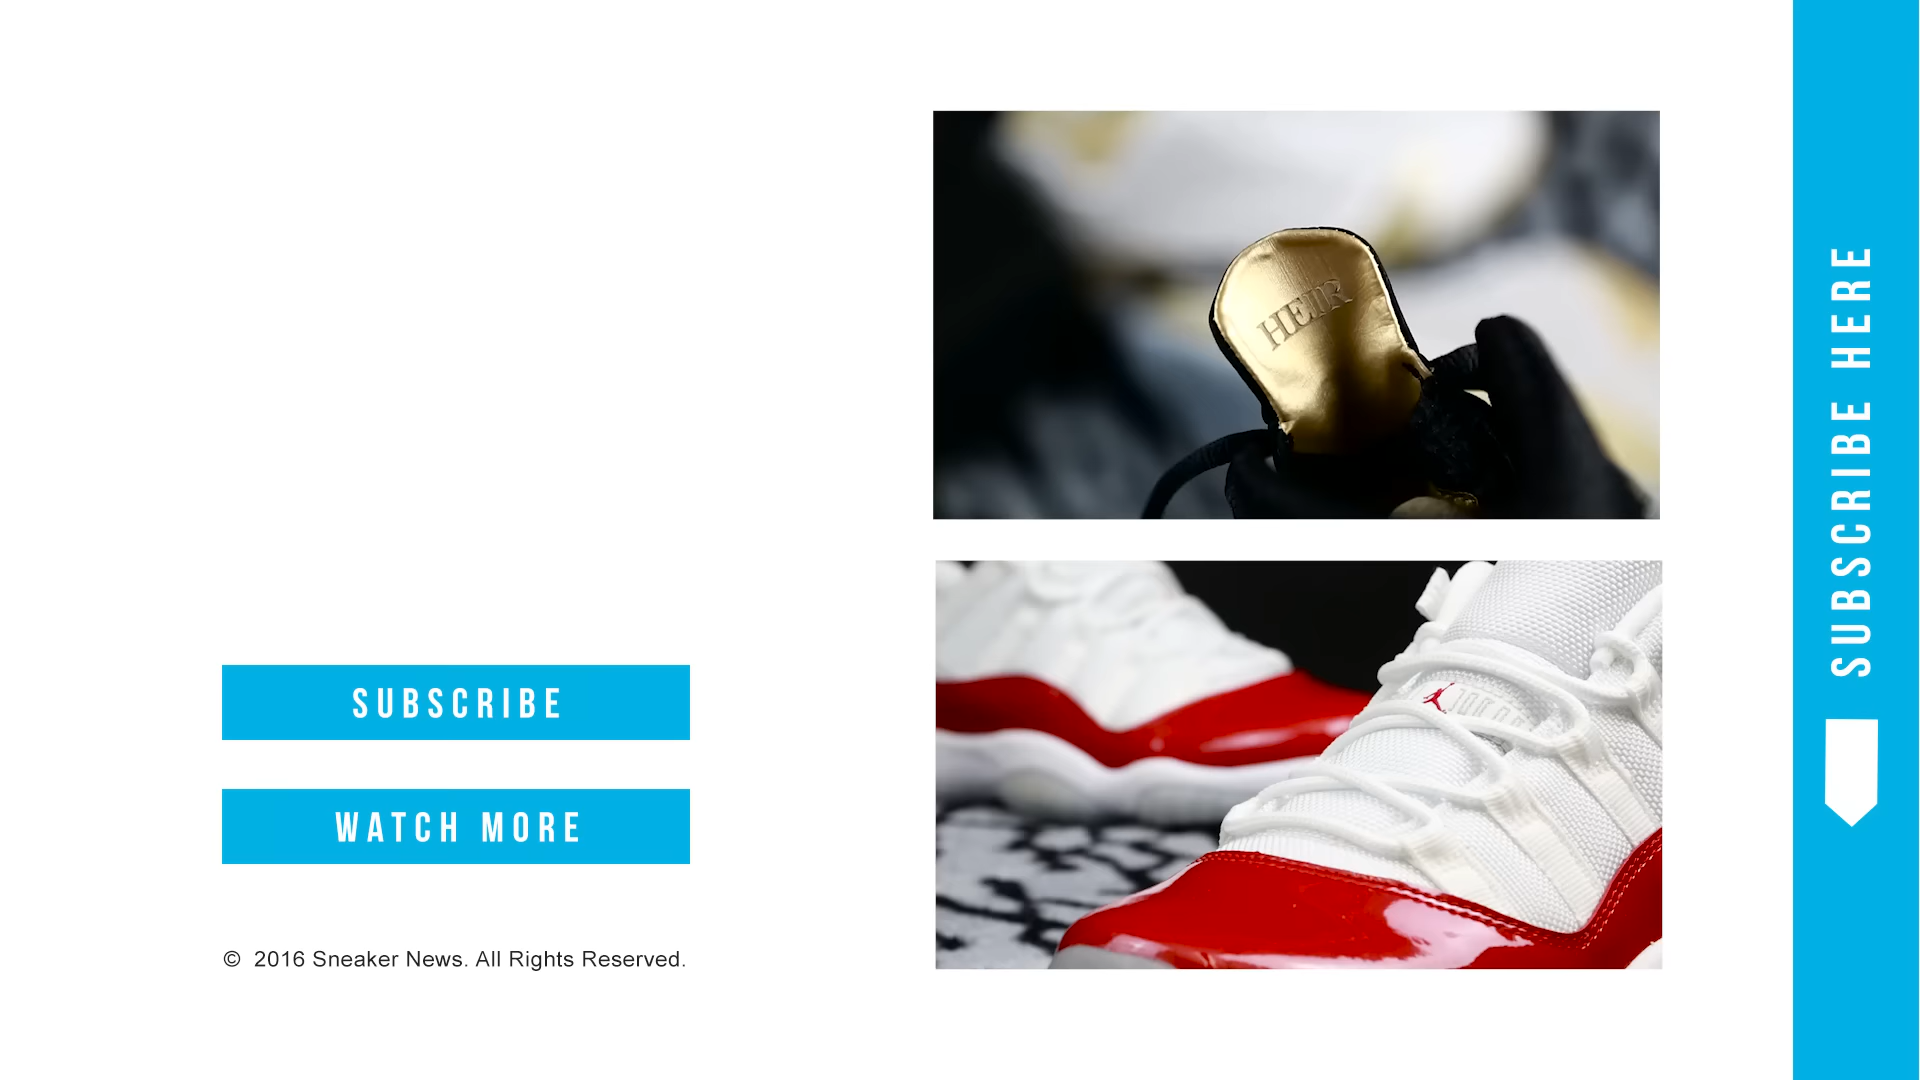 HEIR
SUBSCRIBE
WATCH MORE
© 2016 Sneaker News. All Rights Reserved.
SUBSCRIBE HERE